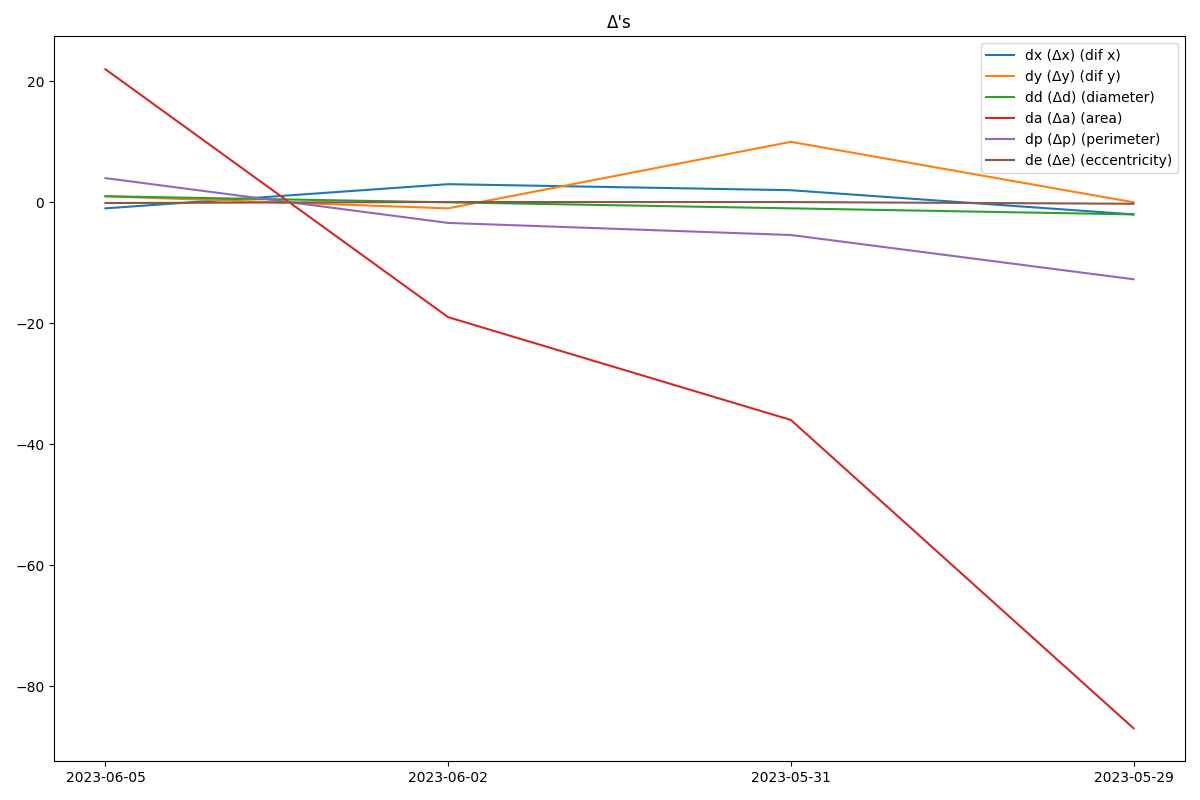 Δ's
dx (Δx) (dif x)
dy (Δy) (dif y)
dd (Δd) (diameter)
da (Δa) (area)
dp (Δp) (perimeter)
de (Δe) (eccentricity)
20
0
−20
−40
−60
−80
2023-06-05 2023-06-02 2023-05-31 2023-05-29